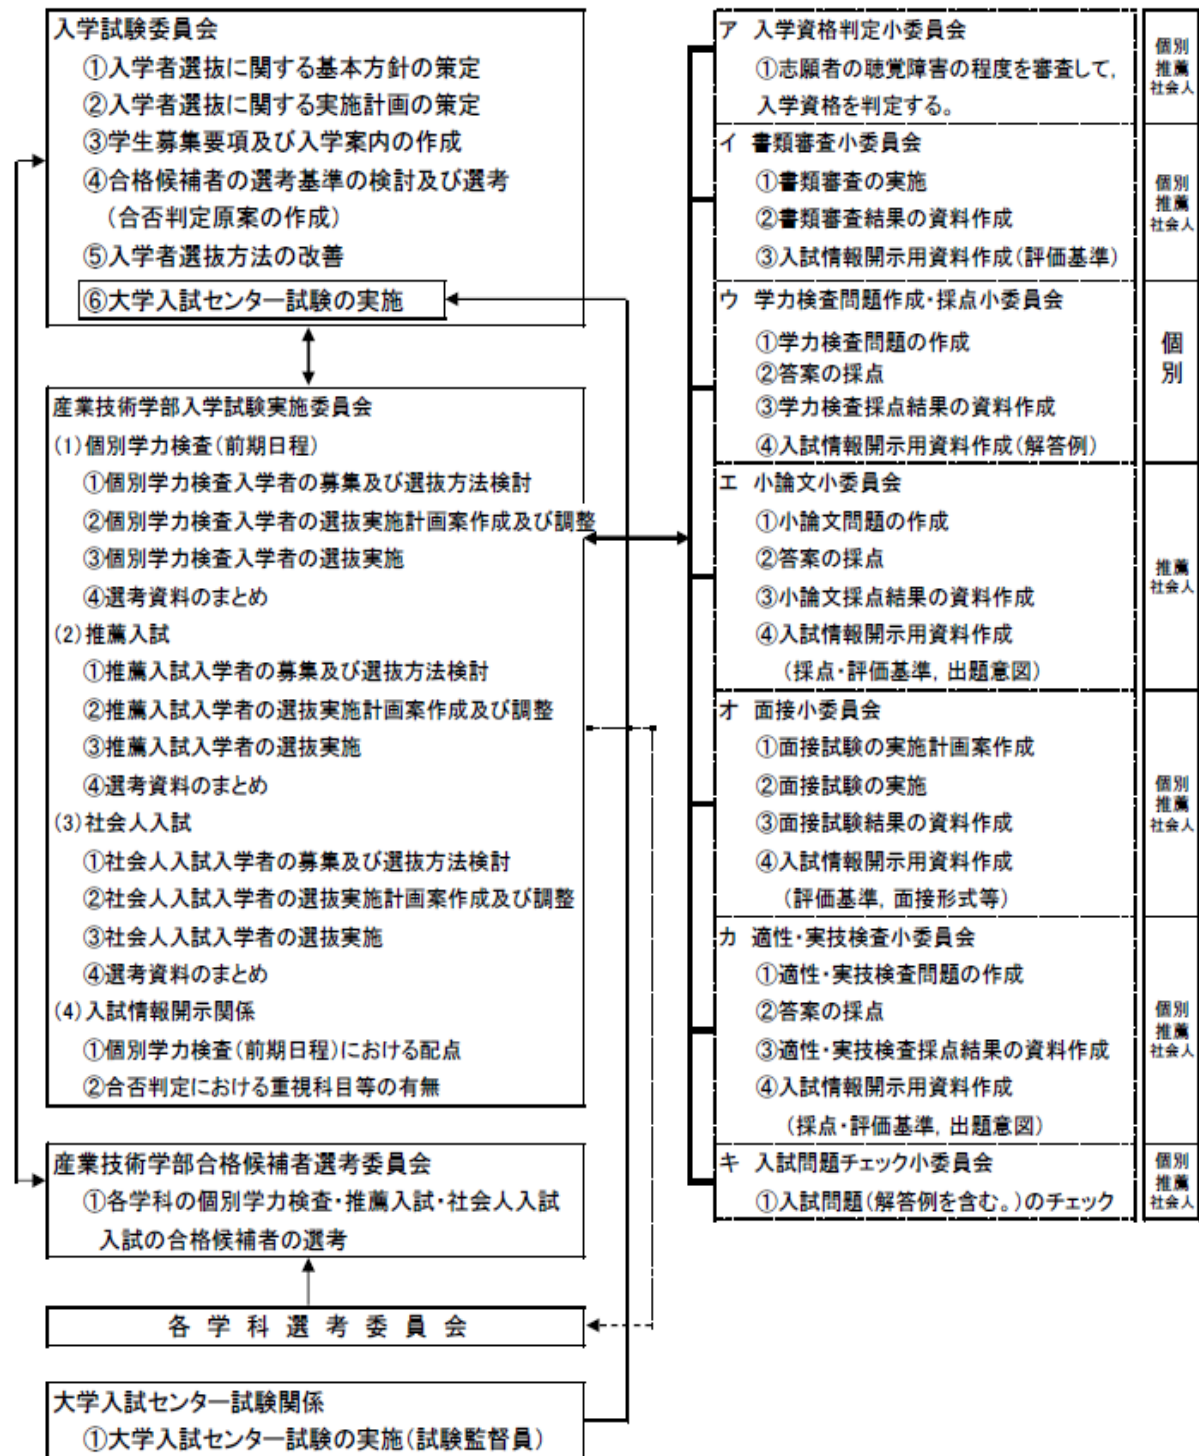 入学試験委員会
①入学者選抜に関する基本方針の策定
②入学者選抜に関する実施計画の策定
③学生募集要項及び入学案内の作成
④合格候補者の選考基準の検討及び選考
（合否判定原案の作成）
⑤入学者選抜方法の改善
⑥大学入試センター試験の実施
産業技術学部入学試験実施委員会
(1)個別学力検査（前期日程）
①個別学力検査入学者の募集及び選抜方法検討
②個別学力検査入学者の選抜実施計画案作成及び調整
③個別学力検査入学者の選抜実施
④選考資料のまとめ
(2)推薦入試
①推薦入試入学者の募集及び選抜方法検討
②推薦入試入学者の選抜実施計画案作成及び調整
③推薦入試入学者の選抜実施
④選考資料のまとめ
(3)社会人入試
①社会人入試入学者の募集及び選抜方法検討
②社会人入試入学者の選抜実施計画案作成及び調整
③社会人入試入学者の選抜実施
④選考資料のまとめ
(4)入試情報開示関係
①個別学力検査（前期日程）における配点
②合否判定における重視科目等の有無
産業技術学部合格候補者選考委員会
①各学科の個別学力検査・推薦入試・社会人入試
入試の合格候補者の選考
各学科選考委員会
大学入試センター試験関係
①大学入試センター試験の実施（試験監督員）
ア 入学資格判定小委員会
①志願者の聴覚障害の程度を審査して，
入学資格を判定する。
個別
推薦
社会人
イ 書類審査小委員会
①書類審査の実施
②書類審査結果の資料作成
③入試情報開示用資料作成（評価基準）
個別
推薦
社会人
ウ 学力検査問題作成・採点小委員会
①学力検査問題の作成
②答案の採点
③学力検査採点結果の資料作成
④入試情報開示用資料作成（解答例）
個
別
エ 小論文小委員会
①小論文問題の作成
②答案の採点
③小論文採点結果の資料作成
④入試情報開示用資料作成
（採点・評価基準，出題意図）
推薦
社会人
オ 面接小委員会
①面接試験の実施計画案作成
②面接試験の実施
③面接試験結果の資料作成
④入試情報開示用資料作成
（評価基準，面接形式等）
個別
推薦
社会人
カ 適性・実技検査小委員会
①適性・実技検査問題の作成
②答案の採点
③適性・実技検査採点結果の資料作成
④入試情報開示用資料作成
（採点・評価基準，出題意図）
個別
推薦
社会人
キ 入試問題チェック小委員会
①入試問題（解答例を含む。）のチェック
個別
推薦
社会人